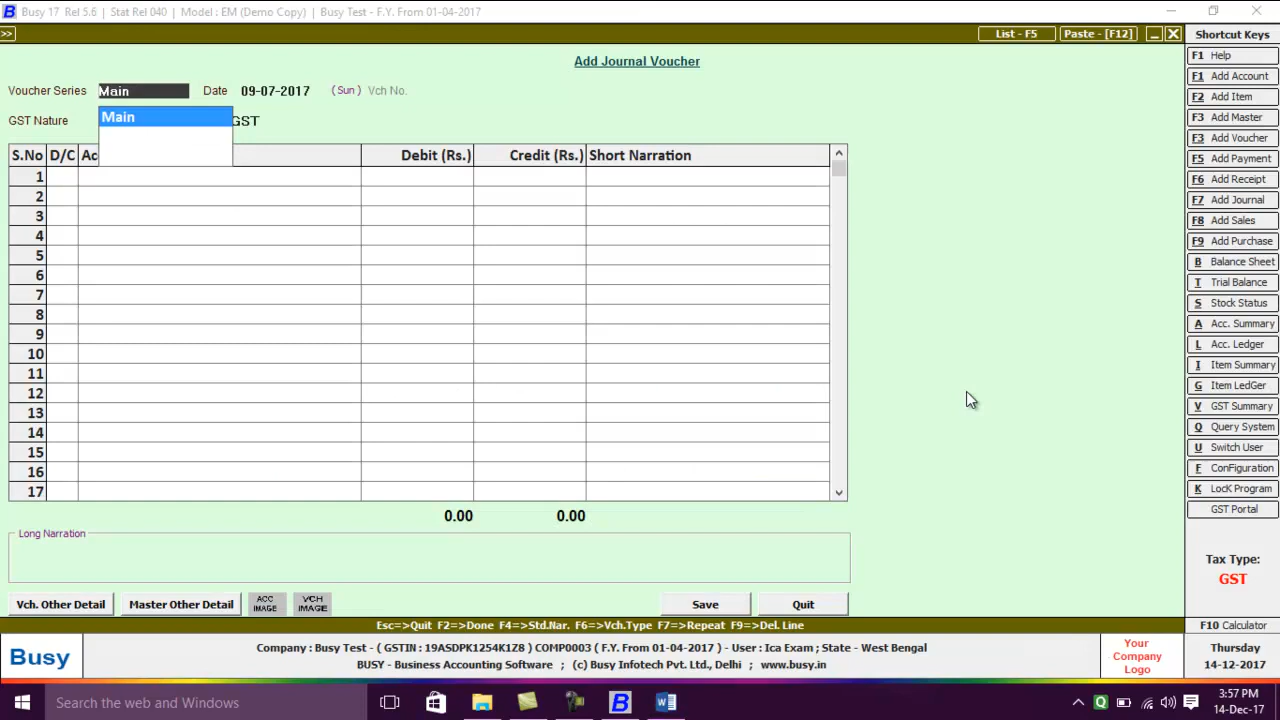 Busy 17 Rel 5.6 | Stat Rel 040 | Model : EM (Demo Copy) | Busy Test - F.Y. From 01-04-2017
>> List - F5 Paste - [F12] Shortcut Keys
Add Journal Voucher
Voucher Series Main Date 09-07-2017 (Sun) Vch No.
Main
GST Nature GST
S.No D/C Ac Debit (Rs.) Credit (Rs.) Short Narration
1
2
3
4
5
6
7
8
9
10
11
12
13
14
15
16
17
0.00 0.00
Long Narration
Vch. Other Detail Master Other Detail ACC IMAGE VCH IMAGE Save Quit
Esc=>Quit F2=>Done F4=>Std.Nar. F6=>Vch.Type F7=>Repeat F9=>Del. Line
F1 Help
F1 Add Account
F2 Add Item
F3 Add Master
F3 Add Voucher
F5 Add Payment
F6 Add Receipt
F7 Add Journal
F8 Add Sales
F9 Add Purchase
B Balance Sheet
T Trial Balance
S Stock Status
A Acc. Summary
L Acc. Ledger
I Item Summary
G Item LedGer
V GST Summary
Q Query System
U Switch User
F ConFiguration
K LocK Program
GST Portal
Tax Type:
GST
F10 Calculator
Busy
Company : Busy Test - ( GSTIN : 19ASDPK1254K1Z8 ) COMP0003 ( F.Y. From 01-04-2017 ) - User : Ica Exam ; State - West Bengal
BUSY - Business Accounting Software ; (c) Busy Infotech Pvt. Ltd., Delhi ; www.busy.in
Your
Company
Logo
Thursday
14-12-2017
Search the web and Windows
3:57 PM
14-Dec-17